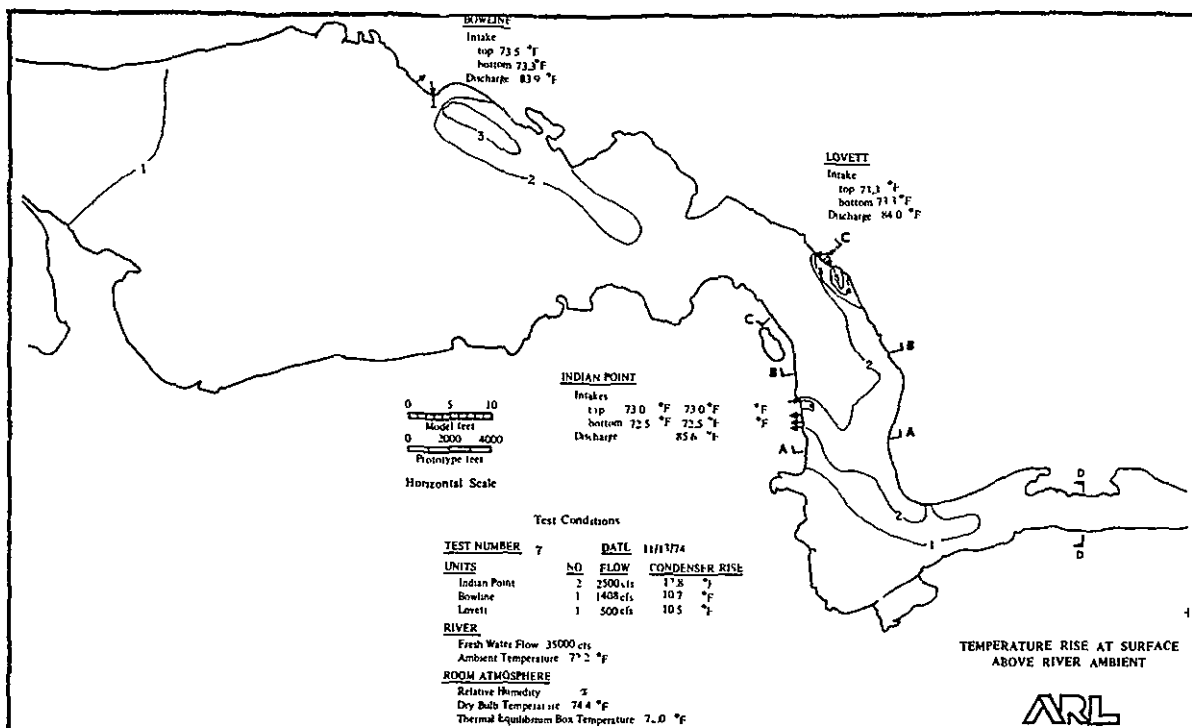 BOWLINE
Intake
top 73.5 °F
bottom 73.3 °F
Discharge 83.9 °F
LOVETT
Intake
top 73.3 °F
bottom 73.3 °F
Discharge 84.0 °F
1
3
2
C
C
B
B
2
3
A
A
2
1
D
D
INDIAN POINT
Intakes
top 73.0 °F 73.0 °F °F
bottom 72.5 °F 72.5 °F °F
Discharge 85.6 °F
0 5 10
Model feet
0 2000 4000
Prototype feet
Horizontal Scale
Test Conditions
TEST NUMBER 7 DATE 11/13/74
UNITS NO FLOW CONDENSER RISE
Indian Point 2 2500 cfs °F
Bowline 1 1408 cfs 10.7 °F
Lovett 1 500 cfs 10.5 °F
RIVER
Fresh Water Flow 35000 cfs
Ambient Temperature °F
ROOM ATMOSPHERE
Relative Humidity %
Dry Bulb Temperature 74.4 °F
Thermal Equilibrium Box Temperature °F
TEMPERATURE RISE AT SURFACE
ABOVE RIVER AMBIENT
ARL